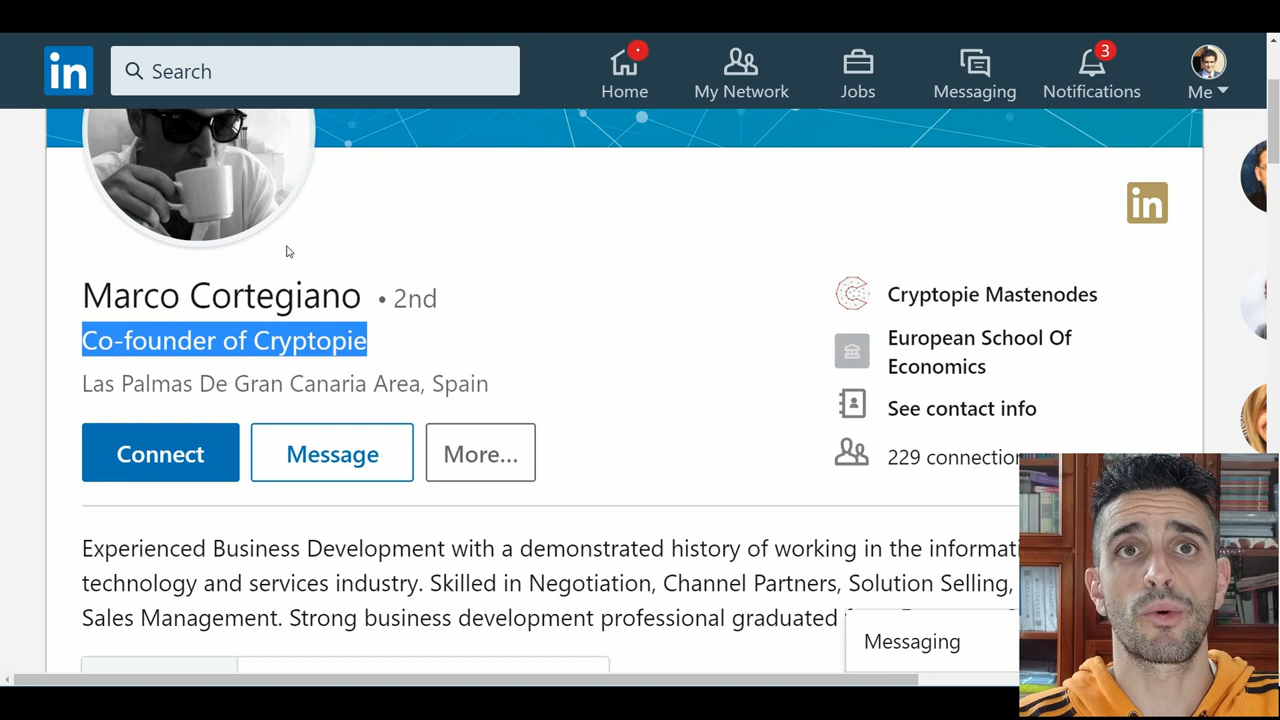 in
Search
Home
My Network
Jobs
Messaging
3
Notifications
Me
in
Marco Cortegiano • 2nd
Co-founder of Cryptopie
Las Palmas De Gran Canaria Area, Spain
Connect
Message
More...
Cryptopie Mastenodes
European School Of
Economics
See contact info
229 connection
Experienced Business Development with a demonstrated history of working in the informati
technology and services industry. Skilled in Negotiation, Channel Partners, Solution Selling,
Sales Management. Strong business development professional graduated
Messaging